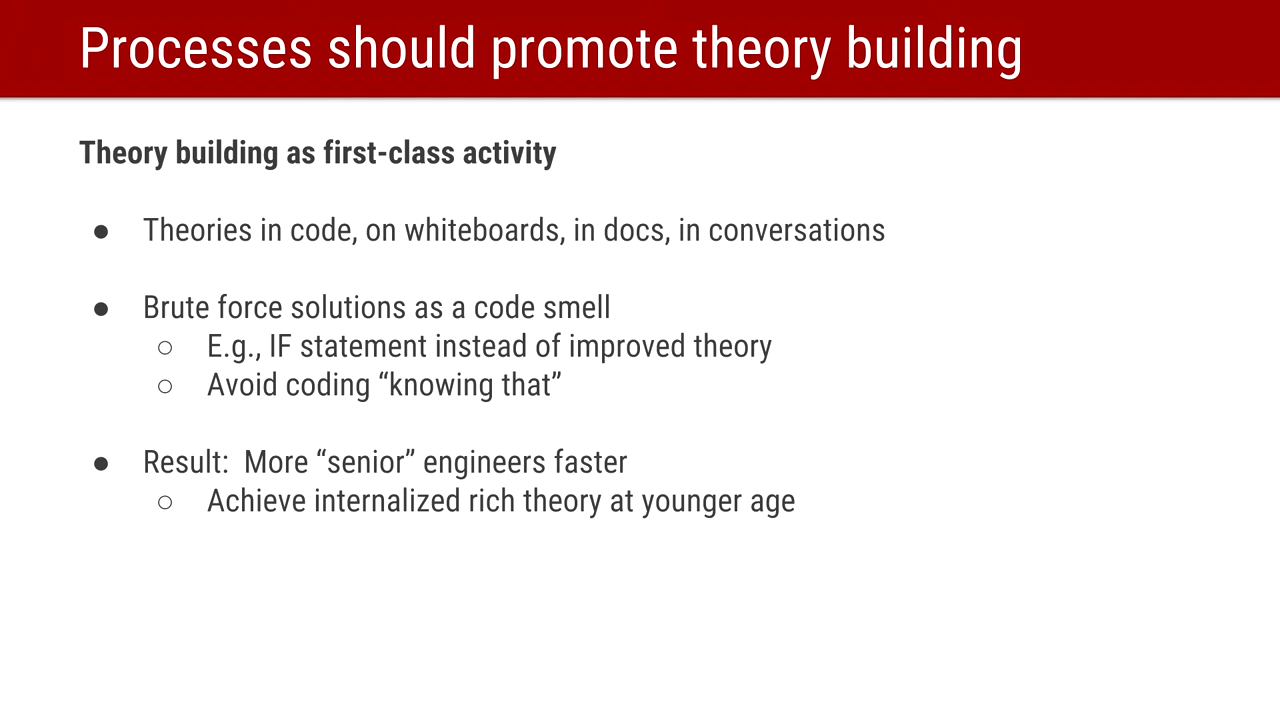 Processes should promote theory building
Theory building as first-class activity
● Theories in code, on whiteboards, in docs, in conversations
● Brute force solutions as a code smell
○ E.g., IF statement instead of improved theory
○ Avoid coding “knowing that”
● Result:  More “senior” engineers faster
○ Achieve internalized rich theory at younger age